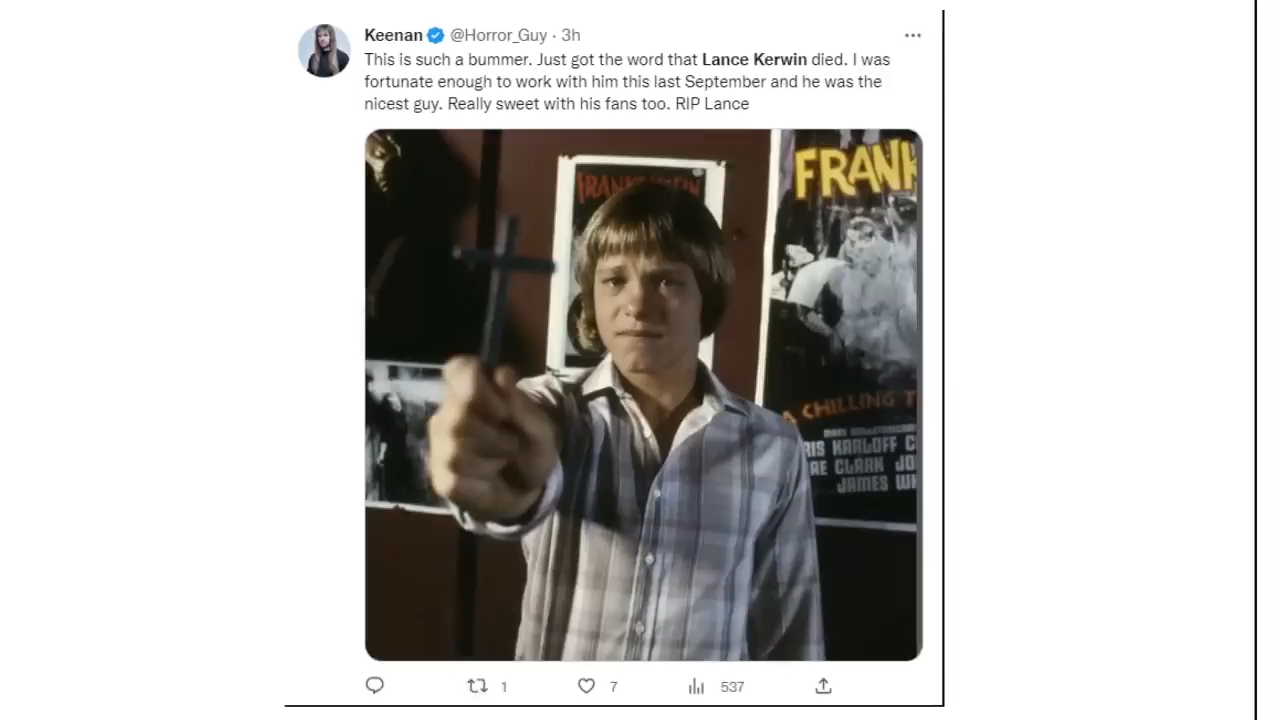 Keenan @Horror_Guy · 3h
This is such a bummer. Just got the word that Lance Kerwin died. I was
fortunate enough to work with him this last September and he was the
nicest guy. Really sweet with his fans too. RIP Lance
FRANK
A CHILLING T
RIS KARLOFF C
AE CLARK JO
JAMES WH
1 7 537